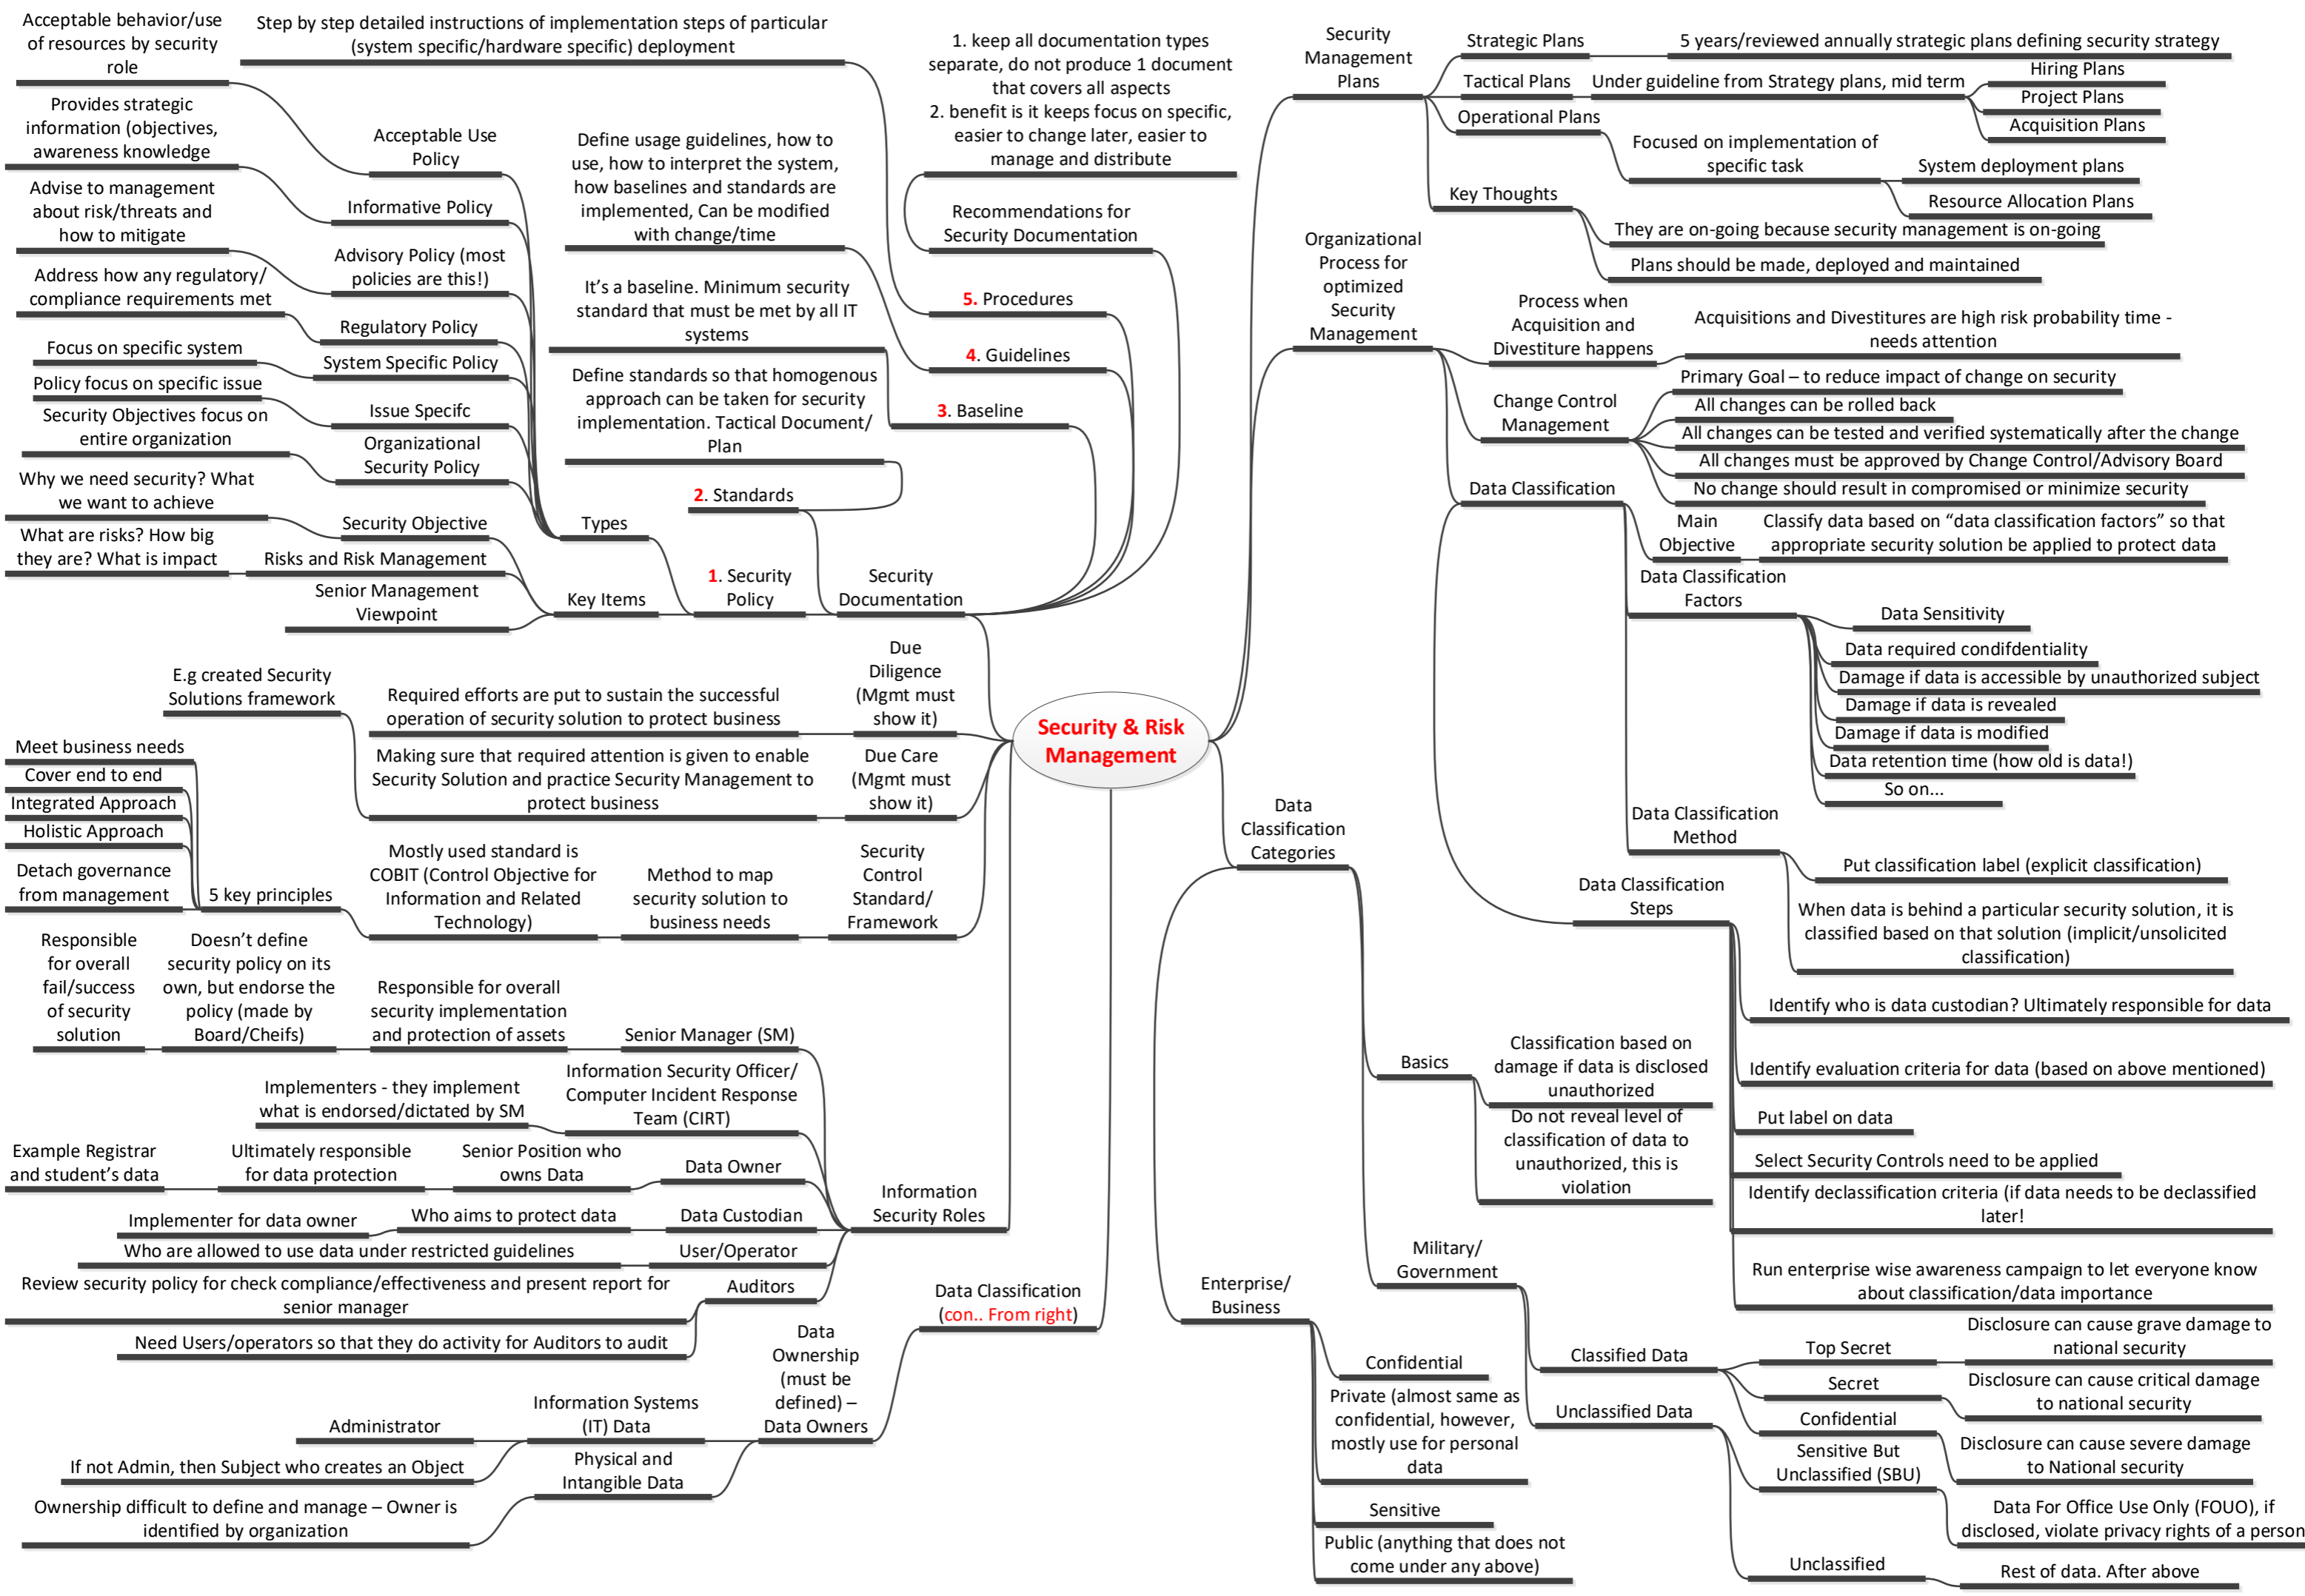 Acceptable behavior/use
of resources by security
role
Step by step detailed instructions of implementation steps of particular
(system specific/hardware specific) deployment
Provides strategic
information (objectives,
awareness knowledge
Acceptable Use
Policy
Advise to management
about risk/threats and
how to mitigate
Informative Policy
Advisory Policy (most
policies are this!)
Address how any regulatory/
compliance requirements met
Regulatory Policy
Focus on specific system
System Specific Policy
Policy focus on specific issue
Issue Specifc
Security Objectives focus on
entire organization
Organizational
Security Policy
Why we need security? What
we want to achieve
Security Objective
What are risks? How big
they are? What is impact
Risks and Risk Management
Senior Management
Viewpoint
Types
Key Items
1. Security
Policy
Security
Documentation
1. keep all documentation types
separate, do not produce 1 document
that covers all aspects
2. benefit is it keeps focus on specific,
easier to change later, easier to
manage and distribute
Recommendations for
Security Documentation
Define usage guidelines, how to
use, how to interpret the system,
how baselines and standards are
implemented, Can be modified
with change/time
5. Procedures
It's a baseline. Minimum security
standard that must be met by all IT
systems
4. Guidelines
Define standards so that homogenous
approach can be taken for security
implementation. Tactical Document/
Plan
3. Baseline
2. Standards
E.g created Security
Solutions framework
Required efforts are put to sustain the successful
operation of security solution to protect business
Due
Diligence
(Mgmt must
show it)
Making sure that required attention is given to enable
Security Solution and practice Security Management to
protect business
Due Care
(Mgmt must
show it)
Meet business needs
Cover end to end
Integrated Approach
Holistic Approach
Detach governance
from management
5 key principles
Mostly used standard is
COBIT (Control Objective for
Information and Related
Technology)
Method to map
security solution to
business needs
Security
Control
Standard/
Framework
Responsible
for overall
fail/success
of security
solution
Doesn't define
security policy on its
own, but endorse the
policy (made by
Board/Cheifs)
Responsible for overall
security implementation
and protection of assets
Senior Manager (SM)
Implementers - they implement
what is endorsed/dictated by SM
Information Security Officer/
Computer Incident Response
Team (CIRT)
Example Registrar
and student's data
Ultimately responsible
for data protection
Senior Position who
owns Data
Data Owner
Information
Security Roles
Implementer for data owner
Who aims to protect data
Data Custodian
Who are allowed to use data under restricted guidelines
User/Operator
Review security policy for check compliance/effectiveness and present report for
senior manager
Auditors
Need Users/operators so that they do activity for Auditors to audit
Data Classification
(con.. From right)
Data
Ownership
(must be
defined) –
Data Owners
Information Systems
(IT) Data
Administrator
If not Admin, then Subject who creates an Object
Physical and
Intangible Data
Ownership difficult to define and manage – Owner is
identified by organization
Security & Risk
Management
Security
Management
Plans
Strategic Plans
5 years/reviewed annually strategic plans defining security strategy
Tactical Plans
Under guideline from Strategy plans, mid term
Hiring Plans
Project Plans
Acquisition Plans
Operational Plans
Focused on implementation of
specific task
System deployment plans
Resource Allocation Plans
Key Thoughts
They are on-going because security management is on-going
Plans should be made, deployed and maintained
Organizational
Process for
optimized
Security
Management
Process when
Acquisition and
Divestiture happens
Acquisitions and Divestitures are high risk probability time -
needs attention
Change Control
Management
Primary Goal – to reduce impact of change on security
All changes can be rolled back
All changes can be tested and verified systematically after the change
All changes must be approved by Change Control/Advisory Board
No change should result in compromised or minimize security
Data Classification
Main
Objective
Classify data based on “data classification factors” so that
appropriate security solution be applied to protect data
Data Classification
Factors
Data Sensitivity
Data required condifdentiality
Damage if data is accessible by unauthorized subject
Damage if data is revealed
Damage if data is modified
Data retention time (how old is data!)
So on...
Data Classification
Method
Put classification label (explicit classification)
When data is behind a particular security solution, it is
classified based on that solution (implicit/unsolicited
classification)
Data Classification
Steps
Identify who is data custodian? Ultimately responsible for data
Identify evaluation criteria for data (based on above mentioned)
Put label on data
Select Security Controls need to be applied
Identify declassification criteria (if data needs to be declassified
later!
Run enterprise wise awareness campaign to let everyone know
about classification/data importance
Data
Classification
Categories
Basics
Classification based on
damage if data is disclosed
unauthorized
Do not reveal level of
classification of data to
unauthorized, this is
violation
Military/
Government
Classified Data
Top Secret
Disclosure can cause grave damage to
national security
Secret
Disclosure can cause critical damage
to national security
Confidential
Disclosure can cause severe damage
to National security
Unclassified Data
Sensitive But
Unclassified (SBU)
Data For Office Use Only (FOUO), if
disclosed, violate privacy rights of a person
Unclassified
Rest of data. After above
Enterprise/
Business
Confidential
Private (almost same as
confidential, however,
mostly use for personal
data
Sensitive
Public (anything that does not
come under any above)